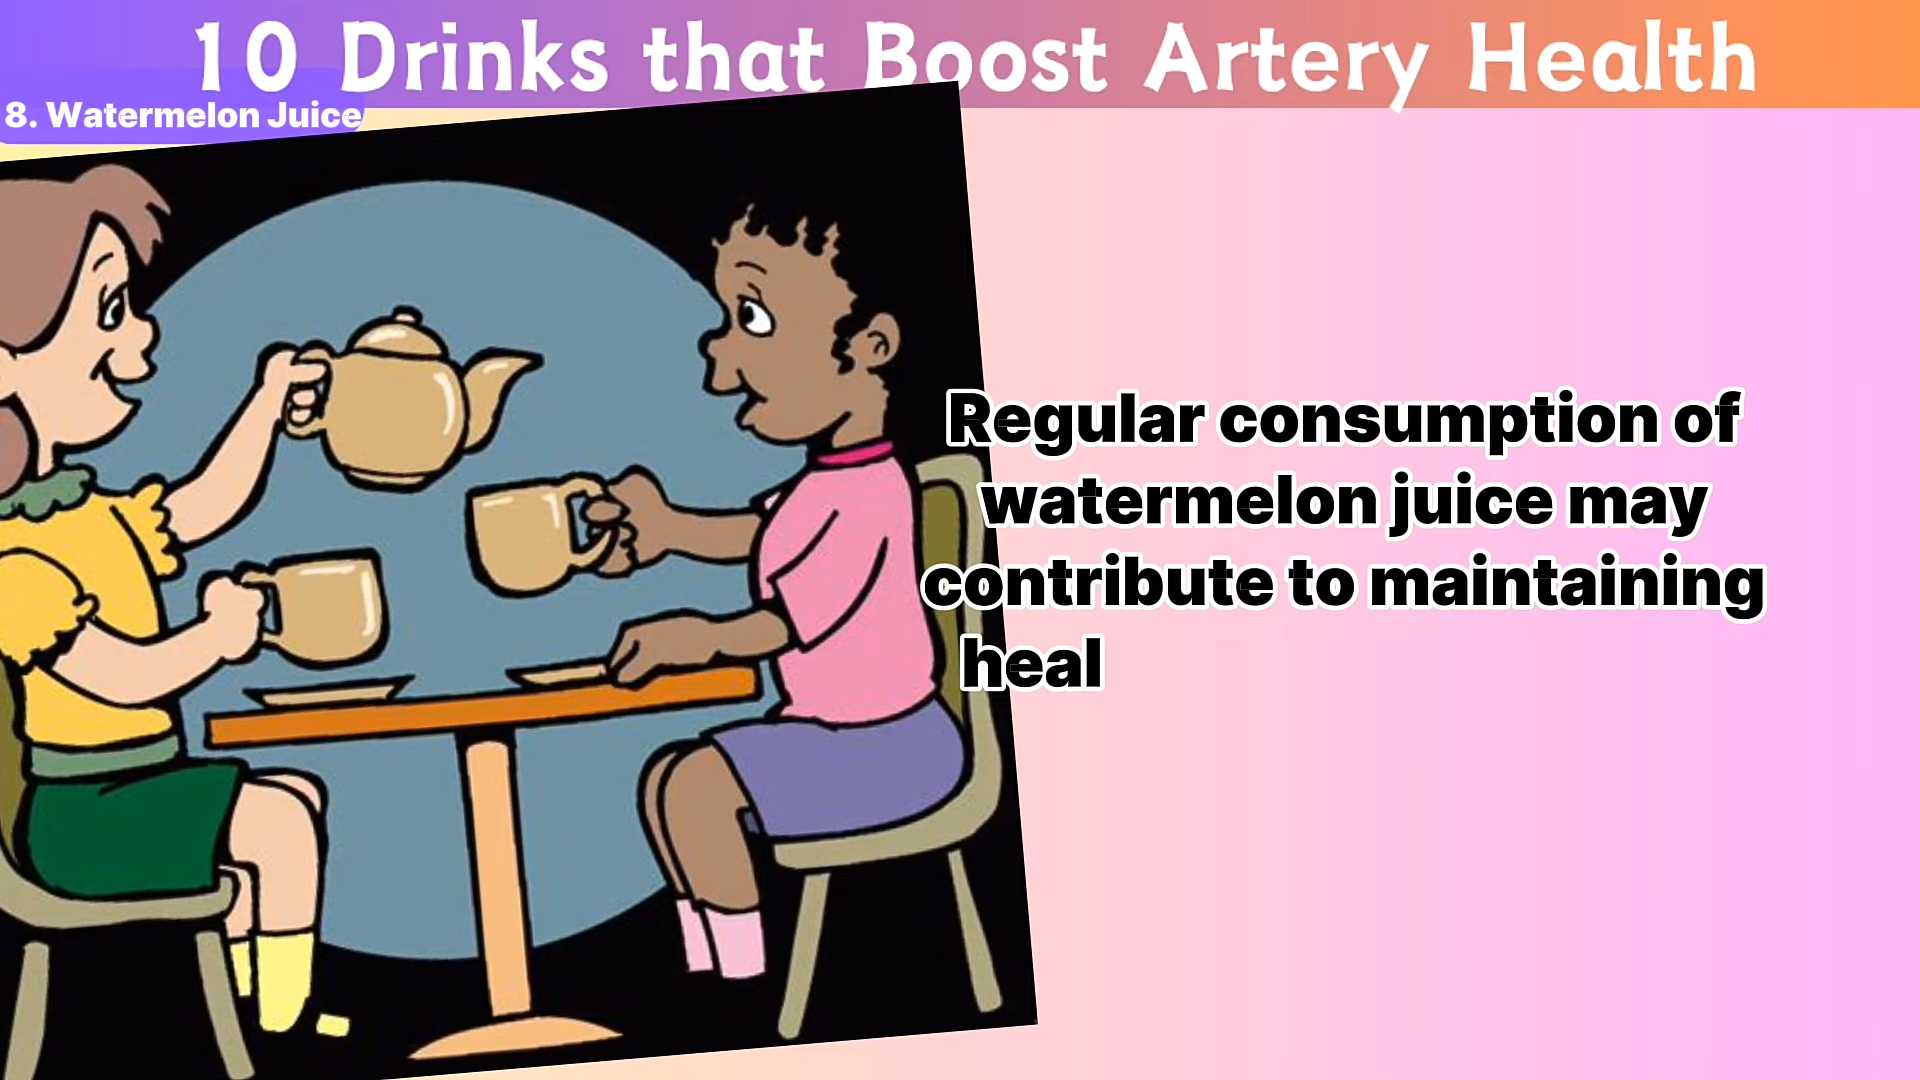 10 Drinks that Boost Artery Health
8. Watermelon Juice
Regular consumption of
watermelon juice may
contribute to maintaining
heal